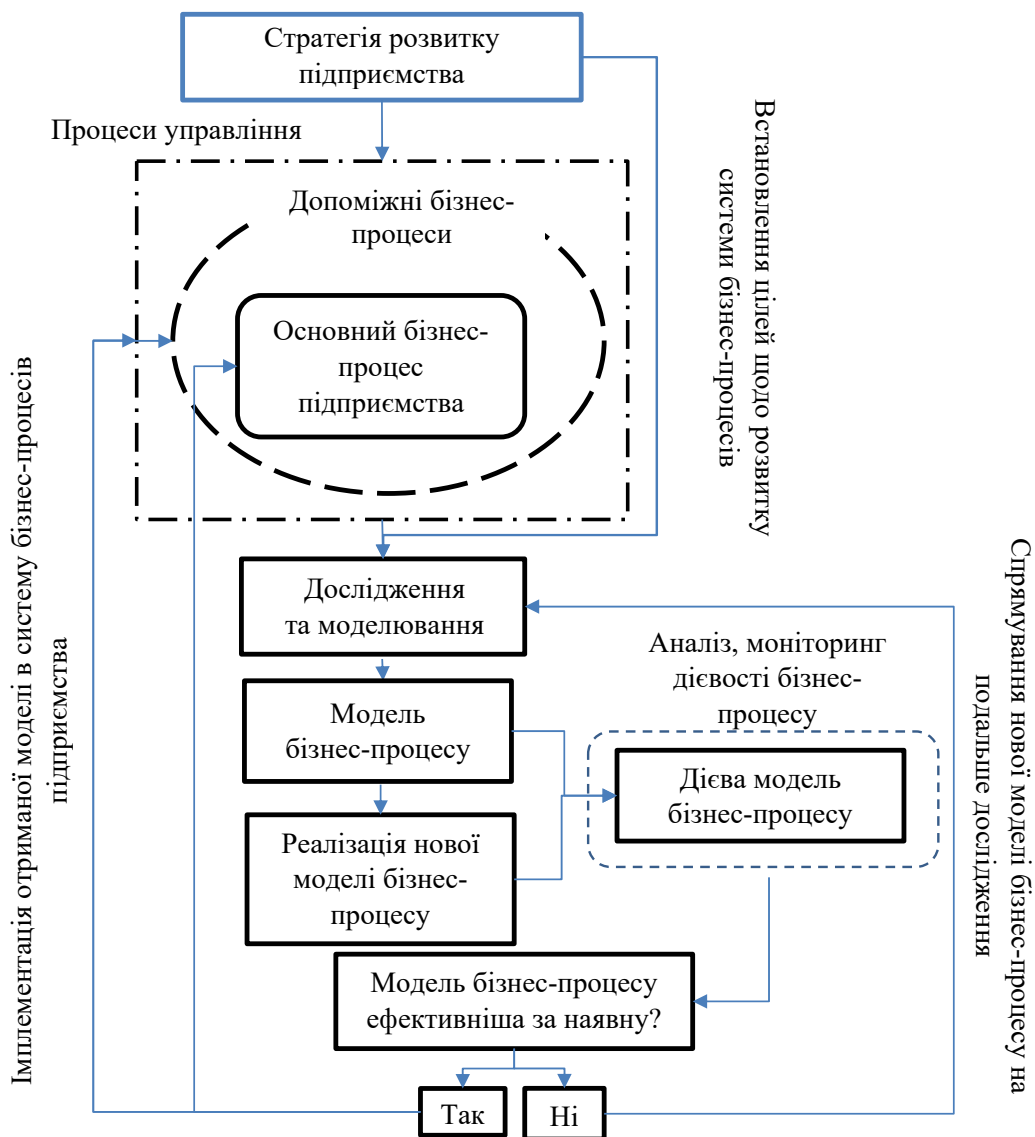 Стратегія розвитку
підприємства
Процеси управління
Допоміжні бізнес-
процеси
Основний бізнес-
процес
підприємства
Встановлення цілей щодо розвитку
системи бізнес-процесів
Імплементація отриманої моделі в систему бізнес-процесів
підприємства
Дослідження
та моделювання
Спрямування нової моделі бізнес-процесу на
подальше дослідження
Аналіз, моніторинг
дієвості бізнес-
процесу
Модель
бізнес-процесу
Дієва модель
бізнес-процесу
Реалізація нової
моделі бізнес-
процесу
Модель бізнес-процесу
ефективніша за наявну?
Так
Ні